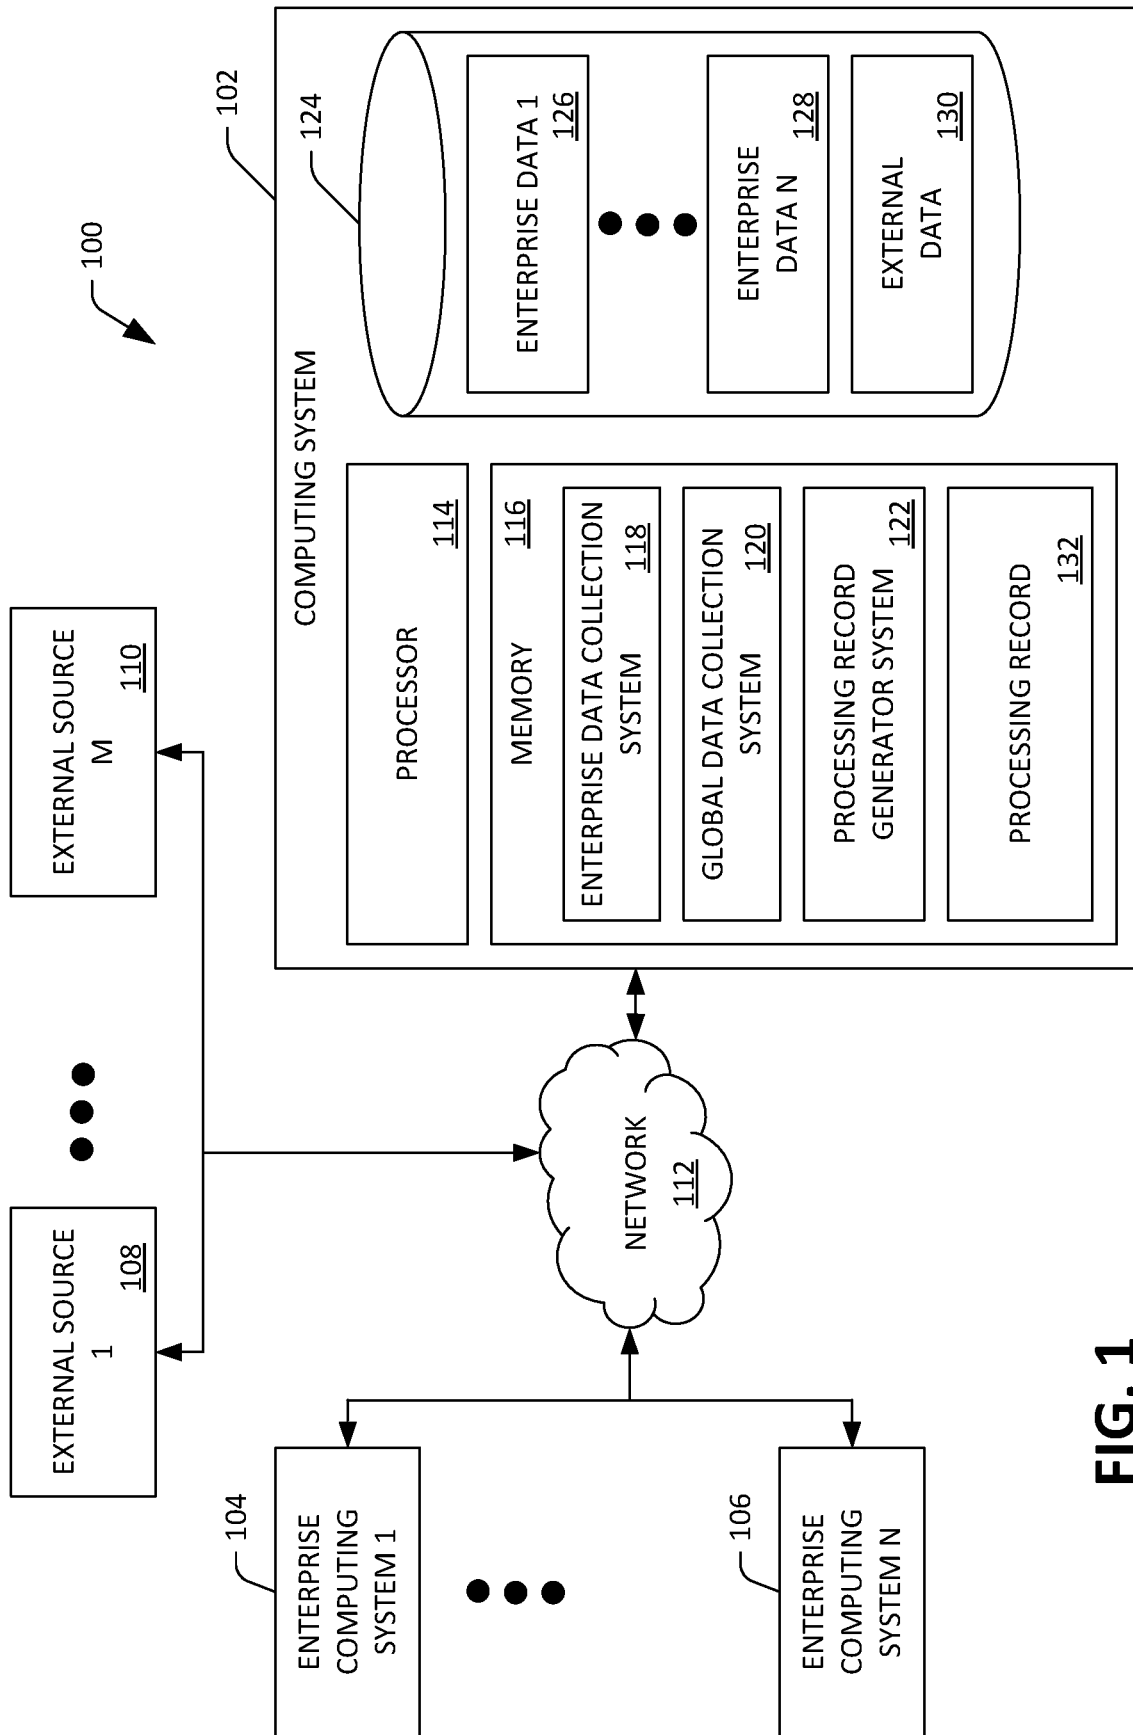 100
EXTERNAL SOURCE
1
108
EXTERNAL SOURCE
M
110
104
ENTERPRISE
COMPUTING
SYSTEM 1
106
ENTERPRISE
COMPUTING
SYSTEM N
NETWORK
112
102
COMPUTING SYSTEM
PROCESSOR
114
MEMORY
116
ENTERPRISE DATA COLLECTION
SYSTEM
118
GLOBAL DATA COLLECTION
SYSTEM
120
PROCESSING RECORD
GENERATOR SYSTEM
122
PROCESSING RECORD
132
124
ENTERPRISE DATA 1
126
ENTERPRISE
DATA N
128
EXTERNAL
DATA
130
FIG. 1